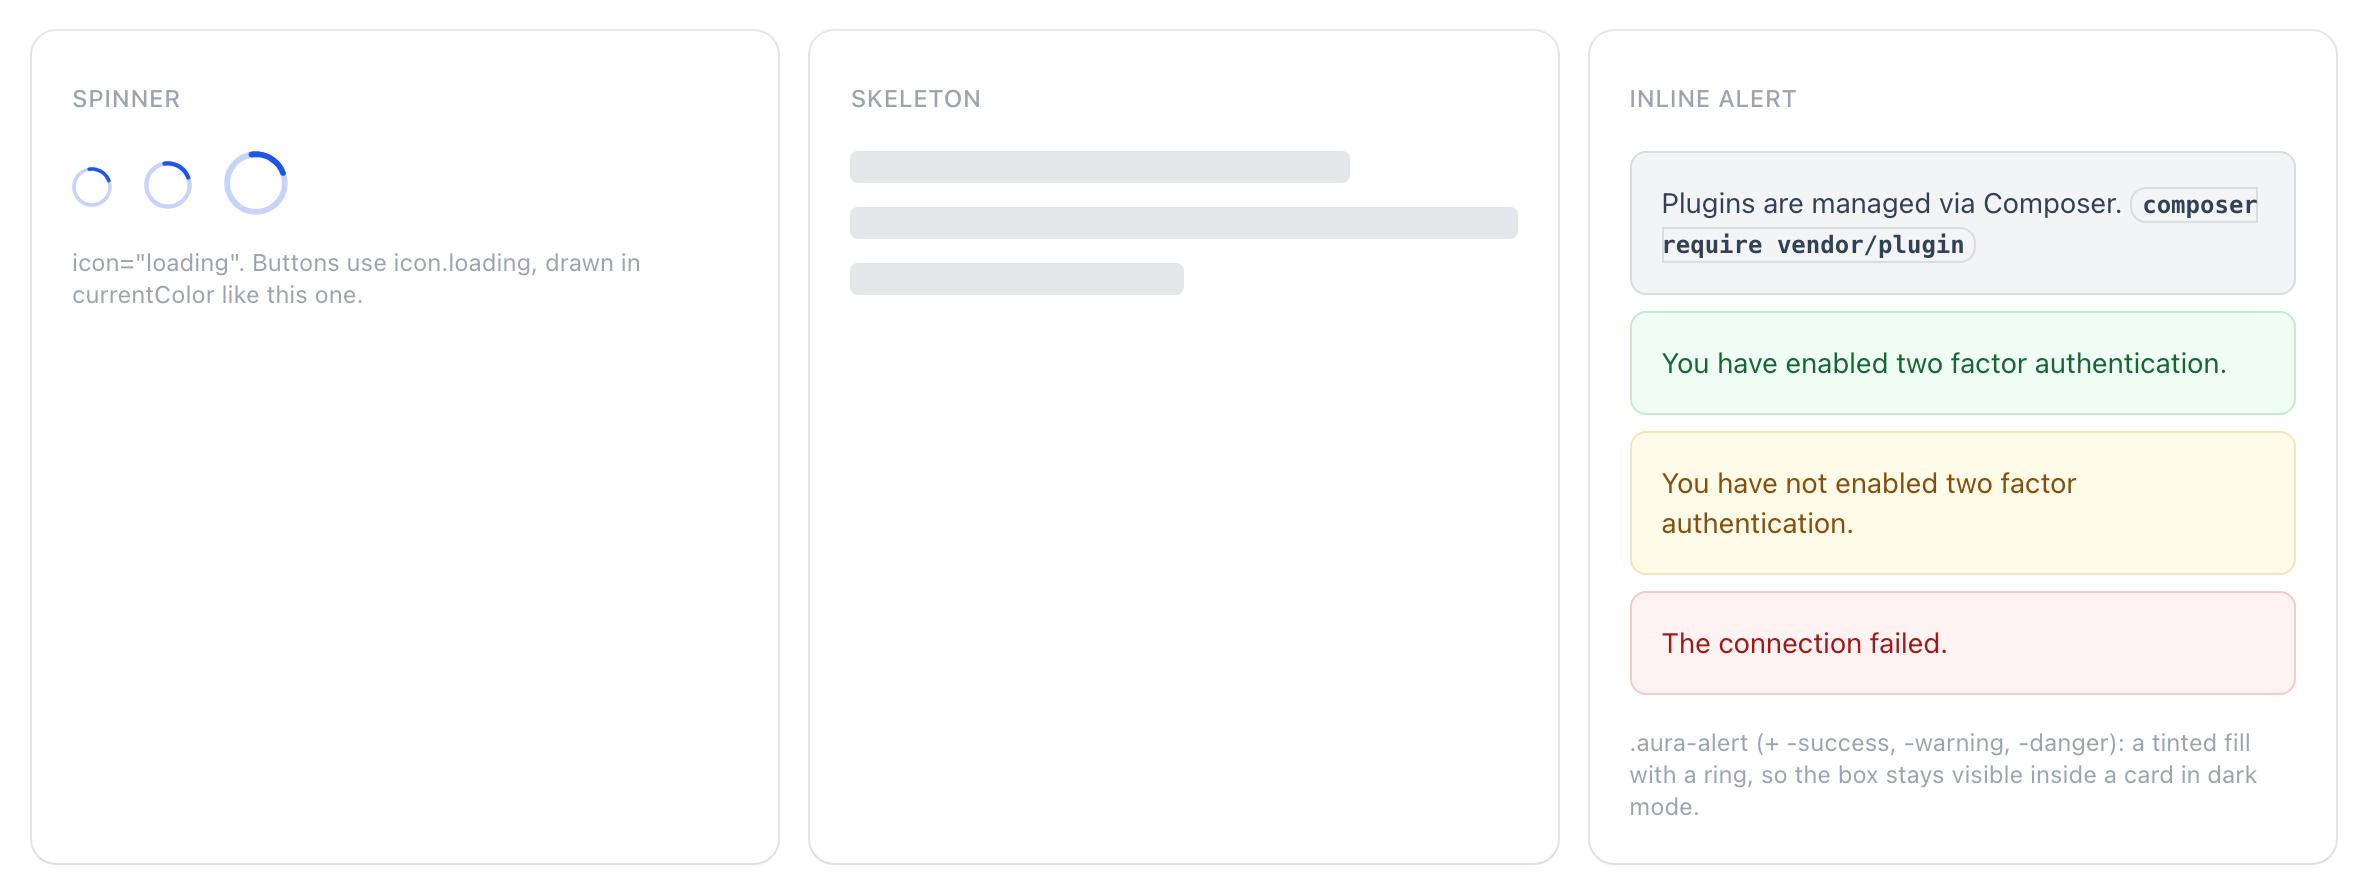 SPINNER
icon="loading". Buttons use icon.loading, drawn in
currentColor like this one.
SKELETON
INLINE ALERT
Plugins are managed via Composer. composer
require vendor/plugin
You have enabled two factor authentication.
You have not enabled two factor
authentication.
The connection failed.
.aura-alert (+ -success, -warning, -danger): a tinted fill
with a ring, so the box stays visible inside a card in dark
mode.